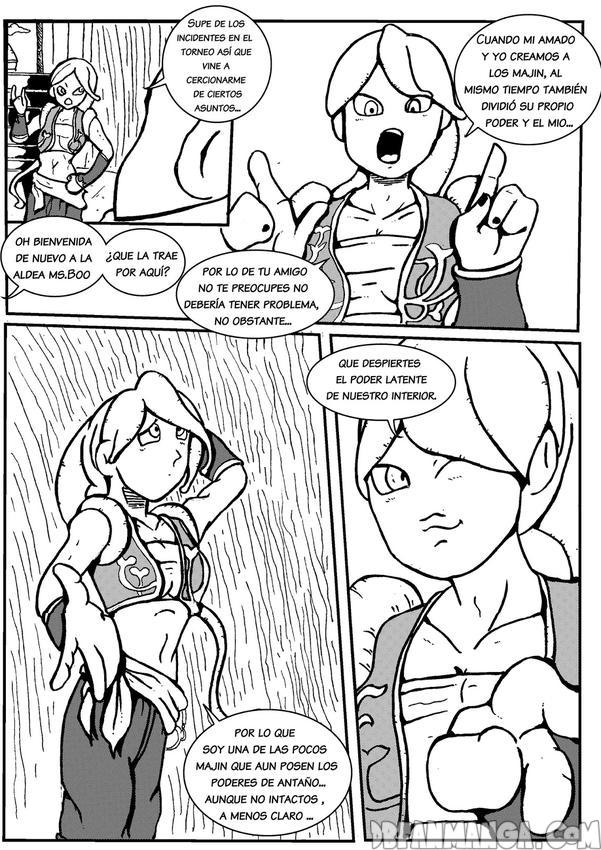 SUPE DE LOS
INCIDENTES EN EL
TORNEO ASÍ QUE
VINE A
CERCIONARME
DE CIERTOS
ASUNTOS...
CUANDO MI AMADO
Y YO CREAMOS A
LOS MAJIN, AL
MISMO TIEMPO TAMBIÉN
DIVIDIÓ SU PROPIO
PODER Y EL MIO...
OH BIENVENIDA
DE NUEVO A LA
ALDEA MS.BOO
¿QUE LA TRAE
POR AQUÍ?
POR LO DE TU AMIGO
NO TE PREOCUPES NO
DEBERÍA TENER PROBLEMA,
NO OBSTANTE...
POR LO QUE
SOY UNA DE LAS POCOS
MAJIN QUE AUN POSEN LOS
PODERES DE ANTAÑO...
AUNQUE NO INTACTOS ,
A MENOS CLARO ...
QUE DESPIERTES
EL PODER LATENTE
DE NUESTRO INTERIOR.
DBFANMANGA.COM